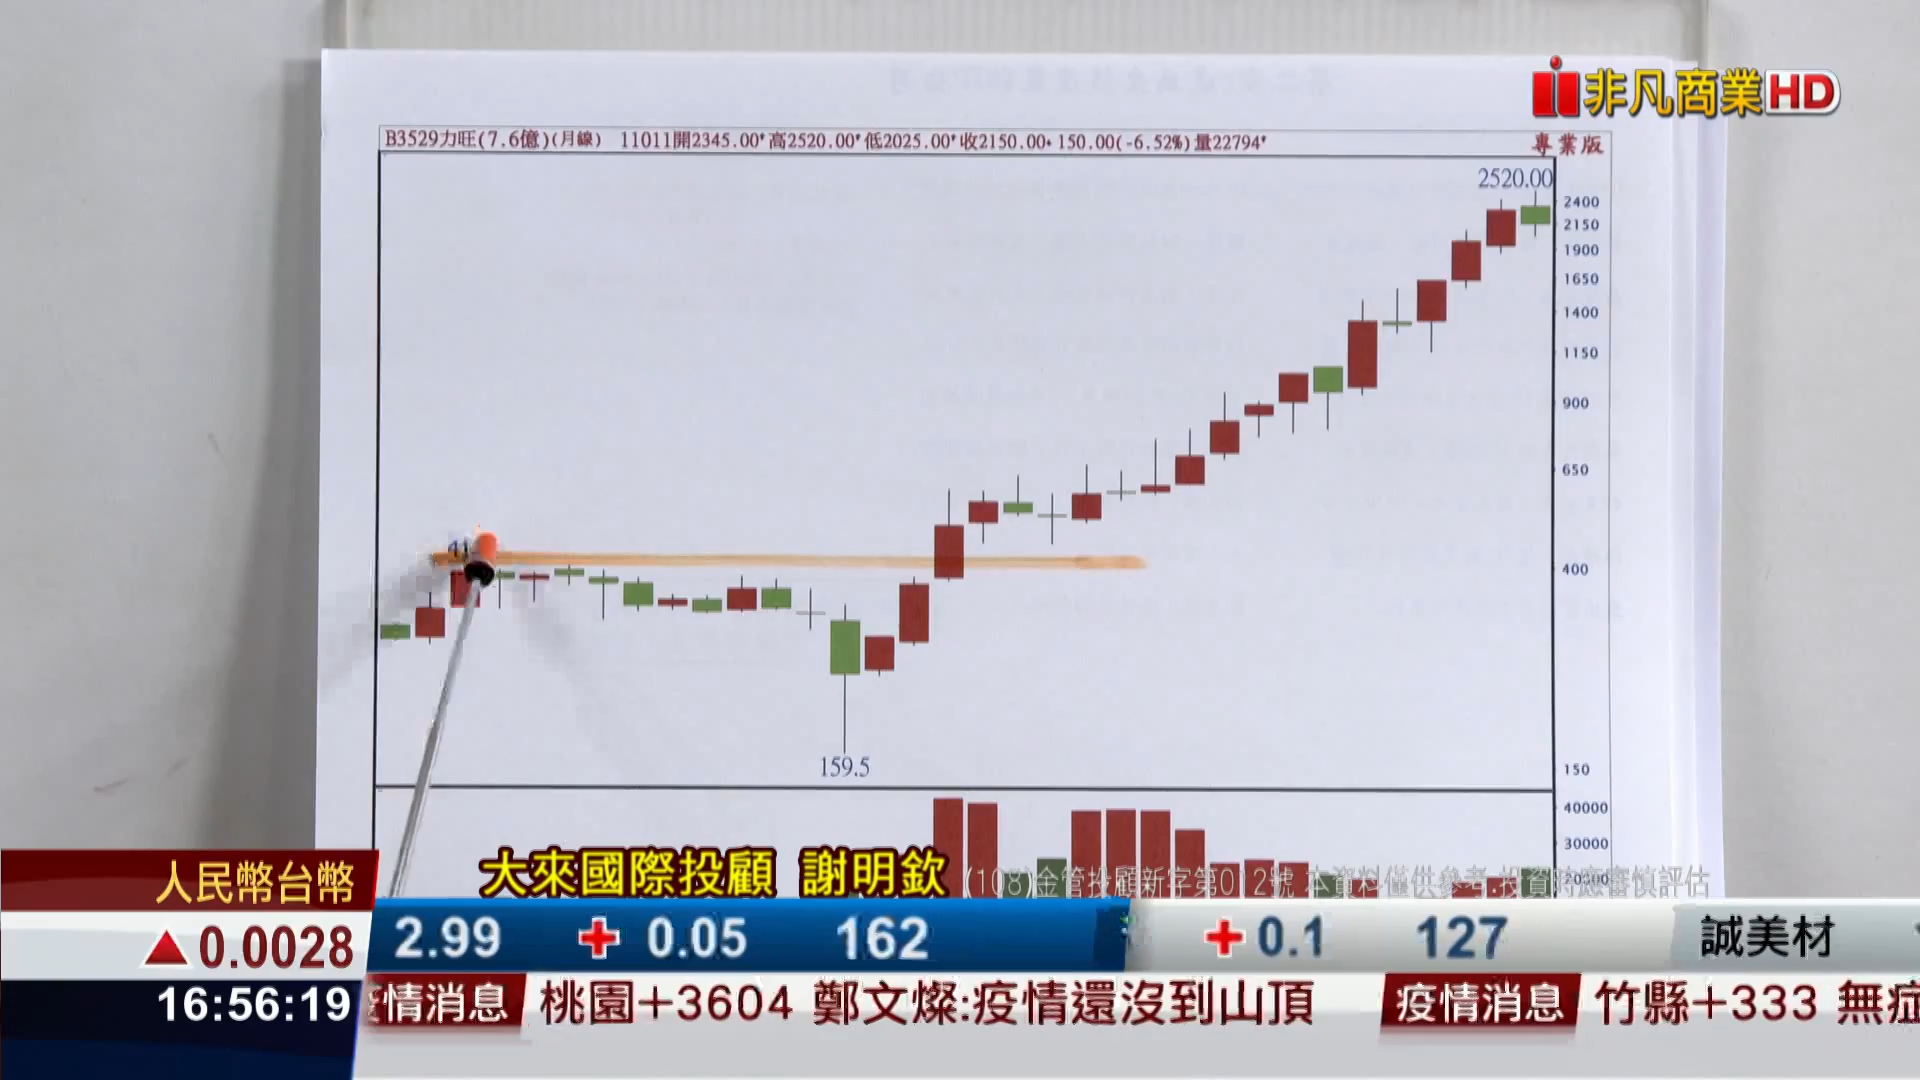 非凡商業HD
B3529力旺(7.6億)(月線) 11011開2345.00 高2520.00 低2025.00 收2150.00 150.00(-6.52%)量22794
專業版
2520.00
2400
2150
1900
1650
1400
1150
900
650
400
150
159.5
40000
30000
20000
大來國際投顧 謝明欽
(108)金管投顧新字第012號 本資料僅供參考 投資時應審慎評估
人民幣台幣
▲0.0028
2.99 + 0.05 162 + 0.1 127 誠美材
16:56:19
情消息 桃園+3604 鄭文燦:疫情還沒到山頂 疫情消息 竹縣+333 無症